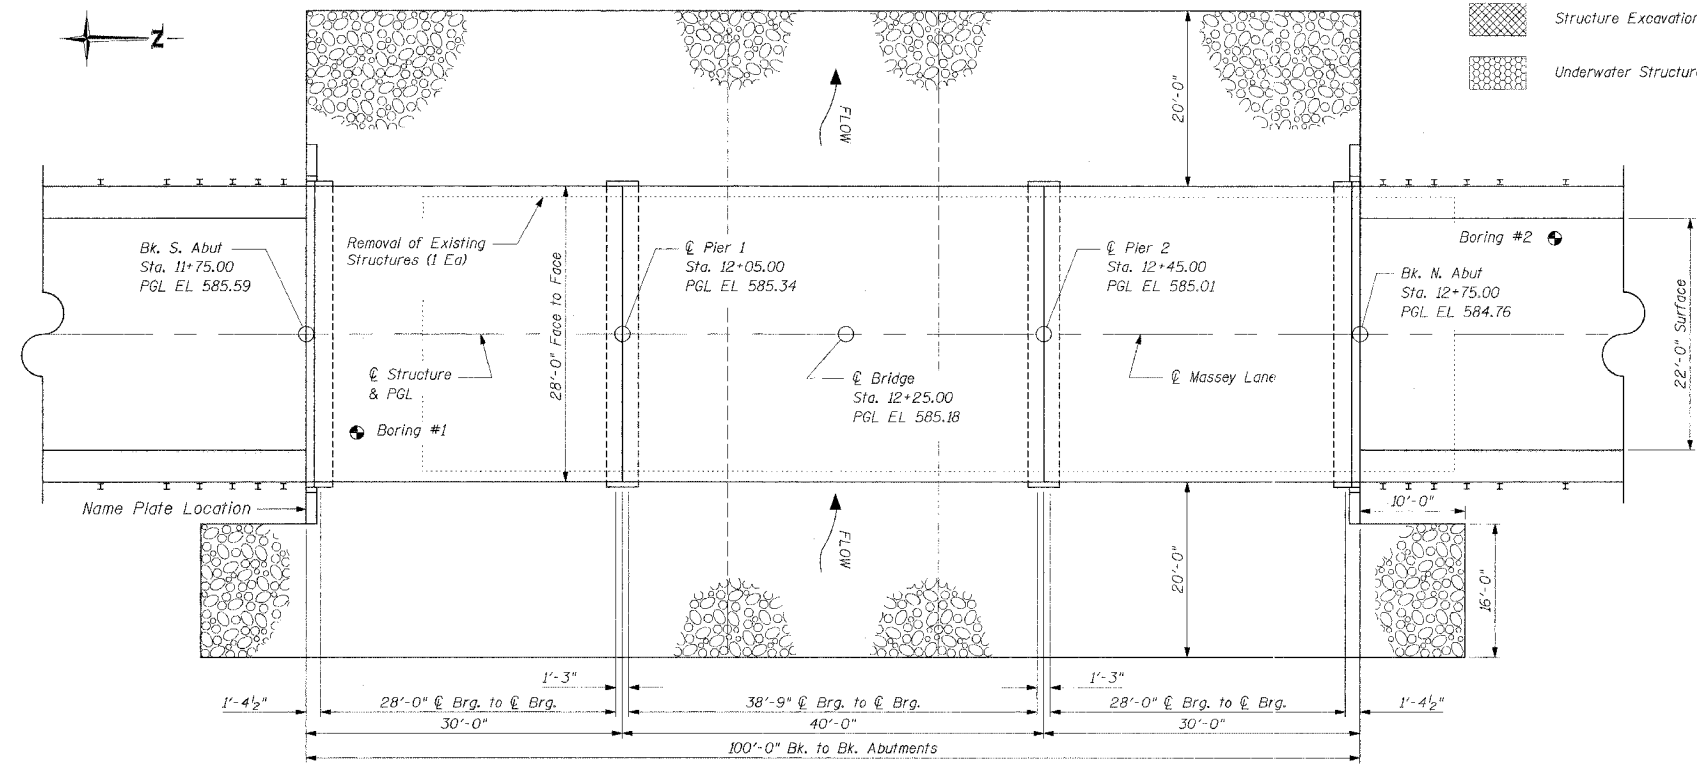 Structure Excavation
Underwater Structure
N
20'-0"
FLOW
Bk. S. Abut
Sta. 11+75.00
PGL EL 585.59
Removal of Existing
Structures (1 Ea)
28'-0" Face to Face
℄ Pier 1
Sta. 12+05.00
PGL EL 585.34
℄ Pier 2
Sta. 12+45.00
PGL EL 585.01
Boring #2
Bk. N. Abut
Sta. 12+75.00
PGL EL 584.76
22'-0" Surface
℄ Structure
& PGL
℄ Bridge
Sta. 12+25.00
PGL EL 585.18
℄ Massey Lane
Boring #1
Name Plate Location
FLOW
20'-0"
10'-0"
16'-0"
1'-3"
1'-3"
1'-4½"
28'-0" ℄ Brg. to ℄ Brg.
38'-9" ℄ Brg. to ℄ Brg.
28'-0" ℄ Brg. to ℄ Brg.
1'-4½"
30'-0"
40'-0"
30'-0"
100'-0" Bk. to Bk. Abutments